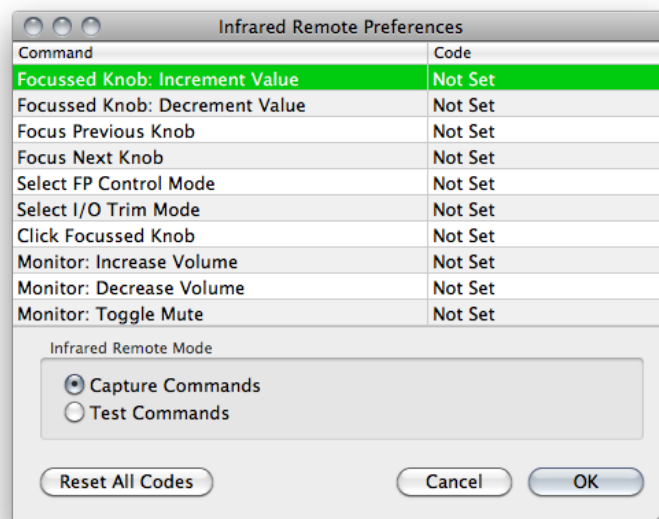 Infrared Remote Preferences
Command Code
Focussed Knob: Increment Value Not Set
Focussed Knob: Decrement Value Not Set
Focus Previous Knob Not Set
Focus Next Knob Not Set
Select FP Control Mode Not Set
Select I/O Trim Mode Not Set
Click Focussed Knob Not Set
Monitor: Increase Volume Not Set
Monitor: Decrease Volume Not Set
Monitor: Toggle Mute Not Set
Infrared Remote Mode
Capture Commands
Test Commands
Reset All Codes Cancel OK